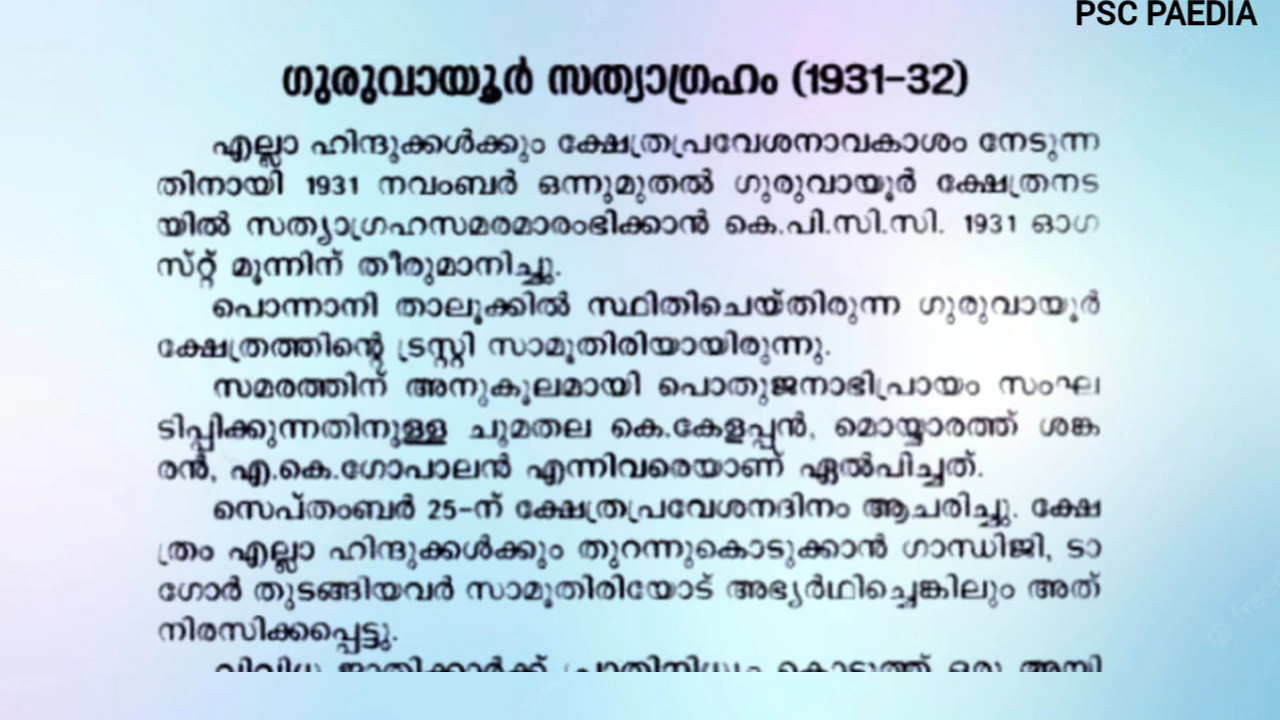 PSC PAEDIA
ഗുരുവായൂർ സത്യാഗ്രഹം (1931-32)
എല്ലാ ഹിന്ദുക്കൾക്കും ക്ഷേത്രപ്രവേശനാവകാശം നേടുന്ന
തിനായി 1931 നവംബർ ഒന്നുമുതൽ ഗുരുവായൂർ ക്ഷേത്രനട
യിൽ സത്യാഗ്രഹസമരമാരംഭിക്കാൻ കെ.പി.സി.സി. 1931 ഓഗ
സ്റ്റ് മൂന്നിന് തീരുമാനിച്ചു.
പൊന്നാനി താലൂക്കിൽ സ്ഥിതിചെയ്തിരുന്ന ഗുരുവായൂർ
ക്ഷേത്രത്തിന്റെ ട്രസ്റ്റി സാമൂതിരിയായിരുന്നു.
സമരത്തിന് അനുകൂലമായി പൊതുജനാഭിപ്രായം സംഘ
ടിപ്പിക്കുന്നതിനുള്ള ചുമതല കെ.കേളപ്പൻ, മൊയ്യാരത്ത് ശങ്ക
രൻ, എ.കെ.ഗോപാലൻ എന്നിവരെയാണ് ഏൽപിച്ചത്.
സെപ്തംബർ 25-ന് ക്ഷേത്രപ്രവേശനദിനം ആചരിച്ചു. ക്ഷേ
ത്രം എല്ലാ ഹിന്ദുക്കൾക്കും തുറന്നുകൊടുക്കാൻ ഗാന്ധിജി, ടാ
ഗോർ തുടങ്ങിയവർ സാമൂതിരിയോട് അഭ്യർഥിച്ചെങ്കിലും അത്
നിരസിക്കപ്പെട്ടു.